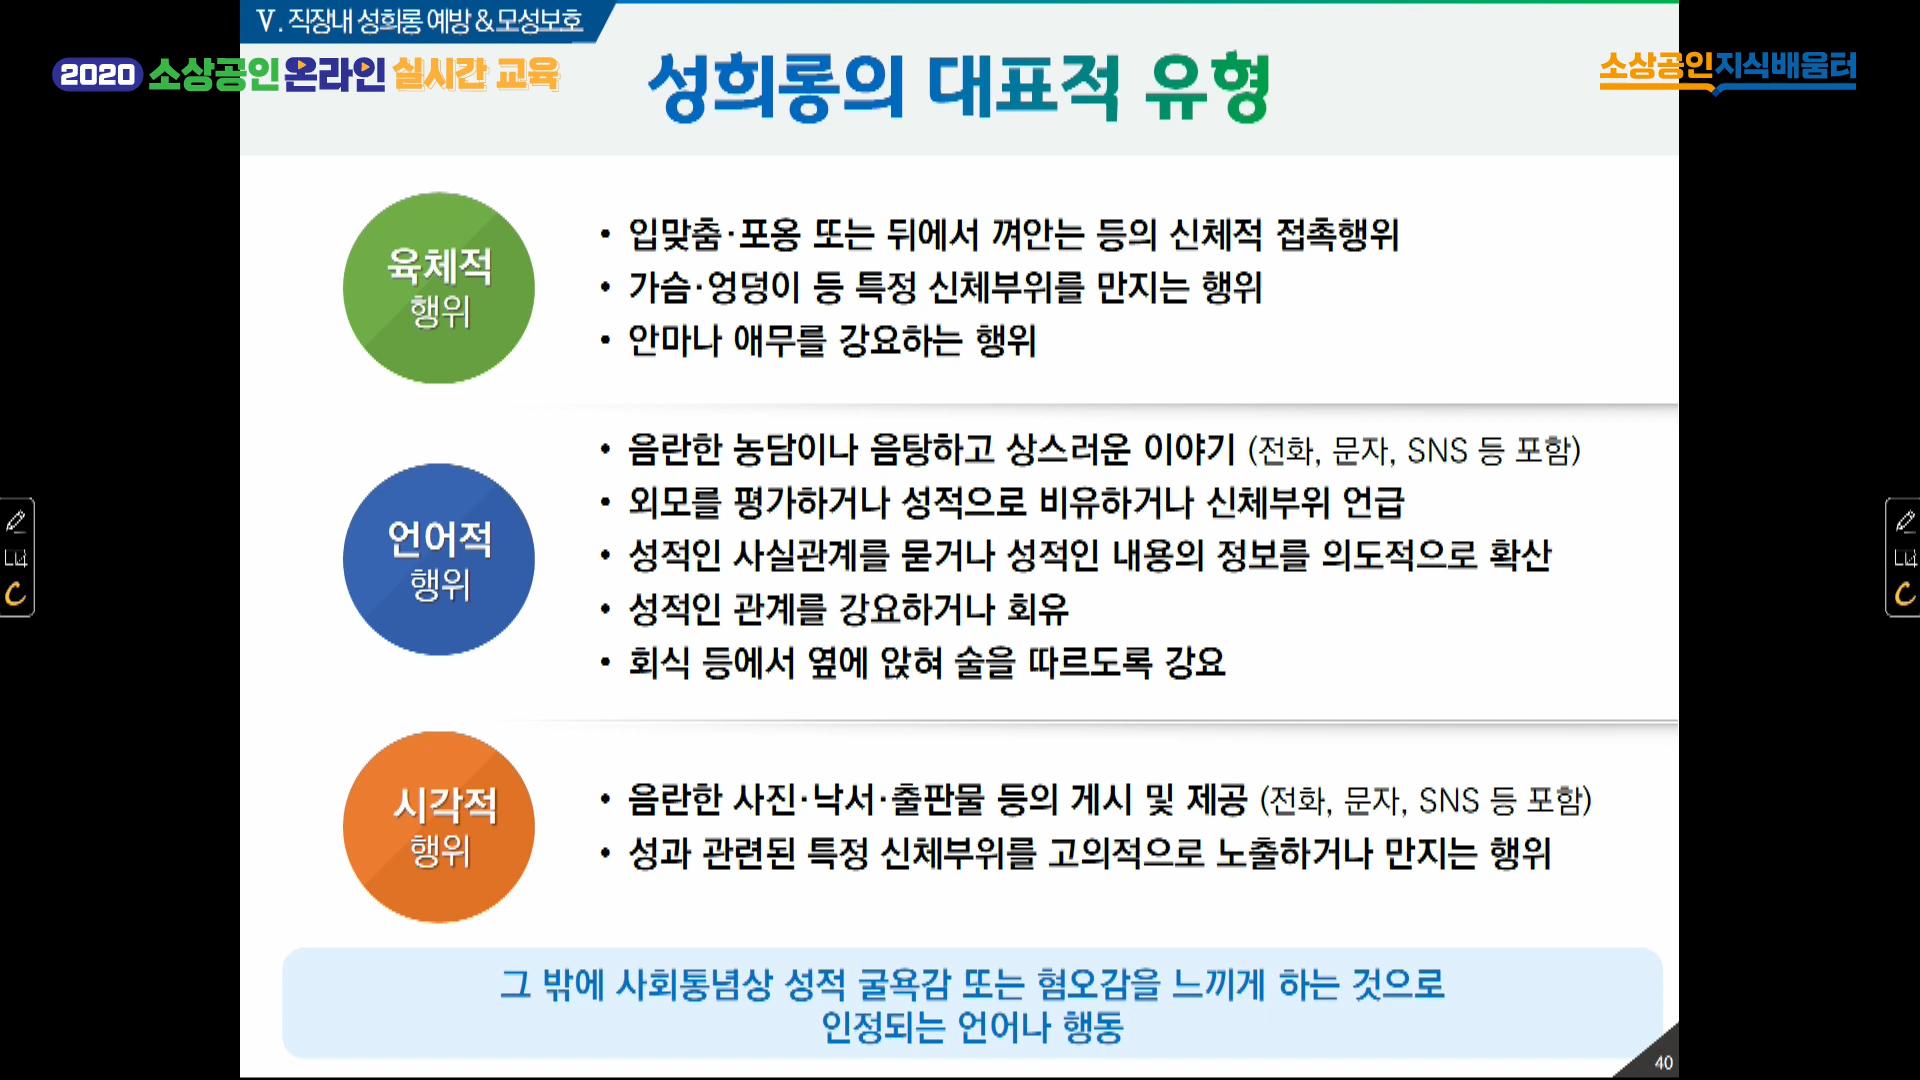 Ⅴ. 직장내 성희롱 예방 & 모성보호
2020 소상공인 온라인 실시간 교육
성희롱의 대표적 유형
소상공인지식배움터
육체적
행위
• 입맞춤·포옹 또는 뒤에서 껴안는 등의 신체적 접촉행위
• 가슴·엉덩이 등 특정 신체부위를 만지는 행위
• 안마나 애무를 강요하는 행위
언어적
행위
• 음란한 농담이나 음탕하고 상스러운 이야기 (전화, 문자, SNS 등 포함)
• 외모를 평가하거나 성적으로 비유하거나 신체부위 언급
• 성적인 사실관계를 묻거나 성적인 내용의 정보를 의도적으로 확산
• 성적인 관계를 강요하거나 회유
• 회식 등에서 옆에 앉혀 술을 따르도록 강요
시각적
행위
• 음란한 사진·낙서·출판물 등의 게시 및 제공 (전화, 문자, SNS 등 포함)
• 성과 관련된 특정 신체부위를 고의적으로 노출하거나 만지는 행위
그 밖에 사회통념상 성적 굴욕감 또는 혐오감을 느끼게 하는 것으로
인정되는 언어나 행동
40